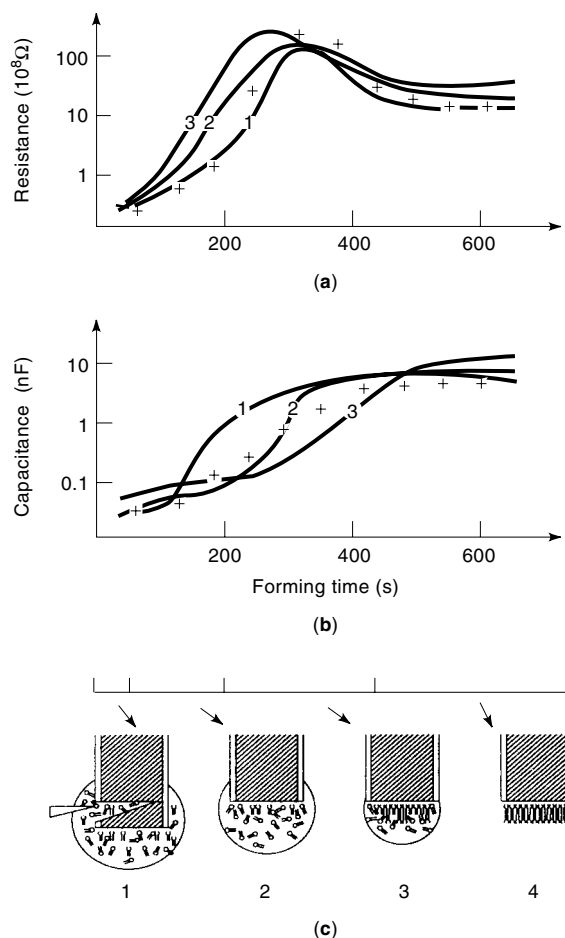 Resistance (10⁸Ω)
100
10
1
3 2 1
200 400 600
(a)
Capacitance (nF)
10
1
0.1
1 2 3
200 400 600
Forming time (s)
(b)
1 2 3 4
(c)